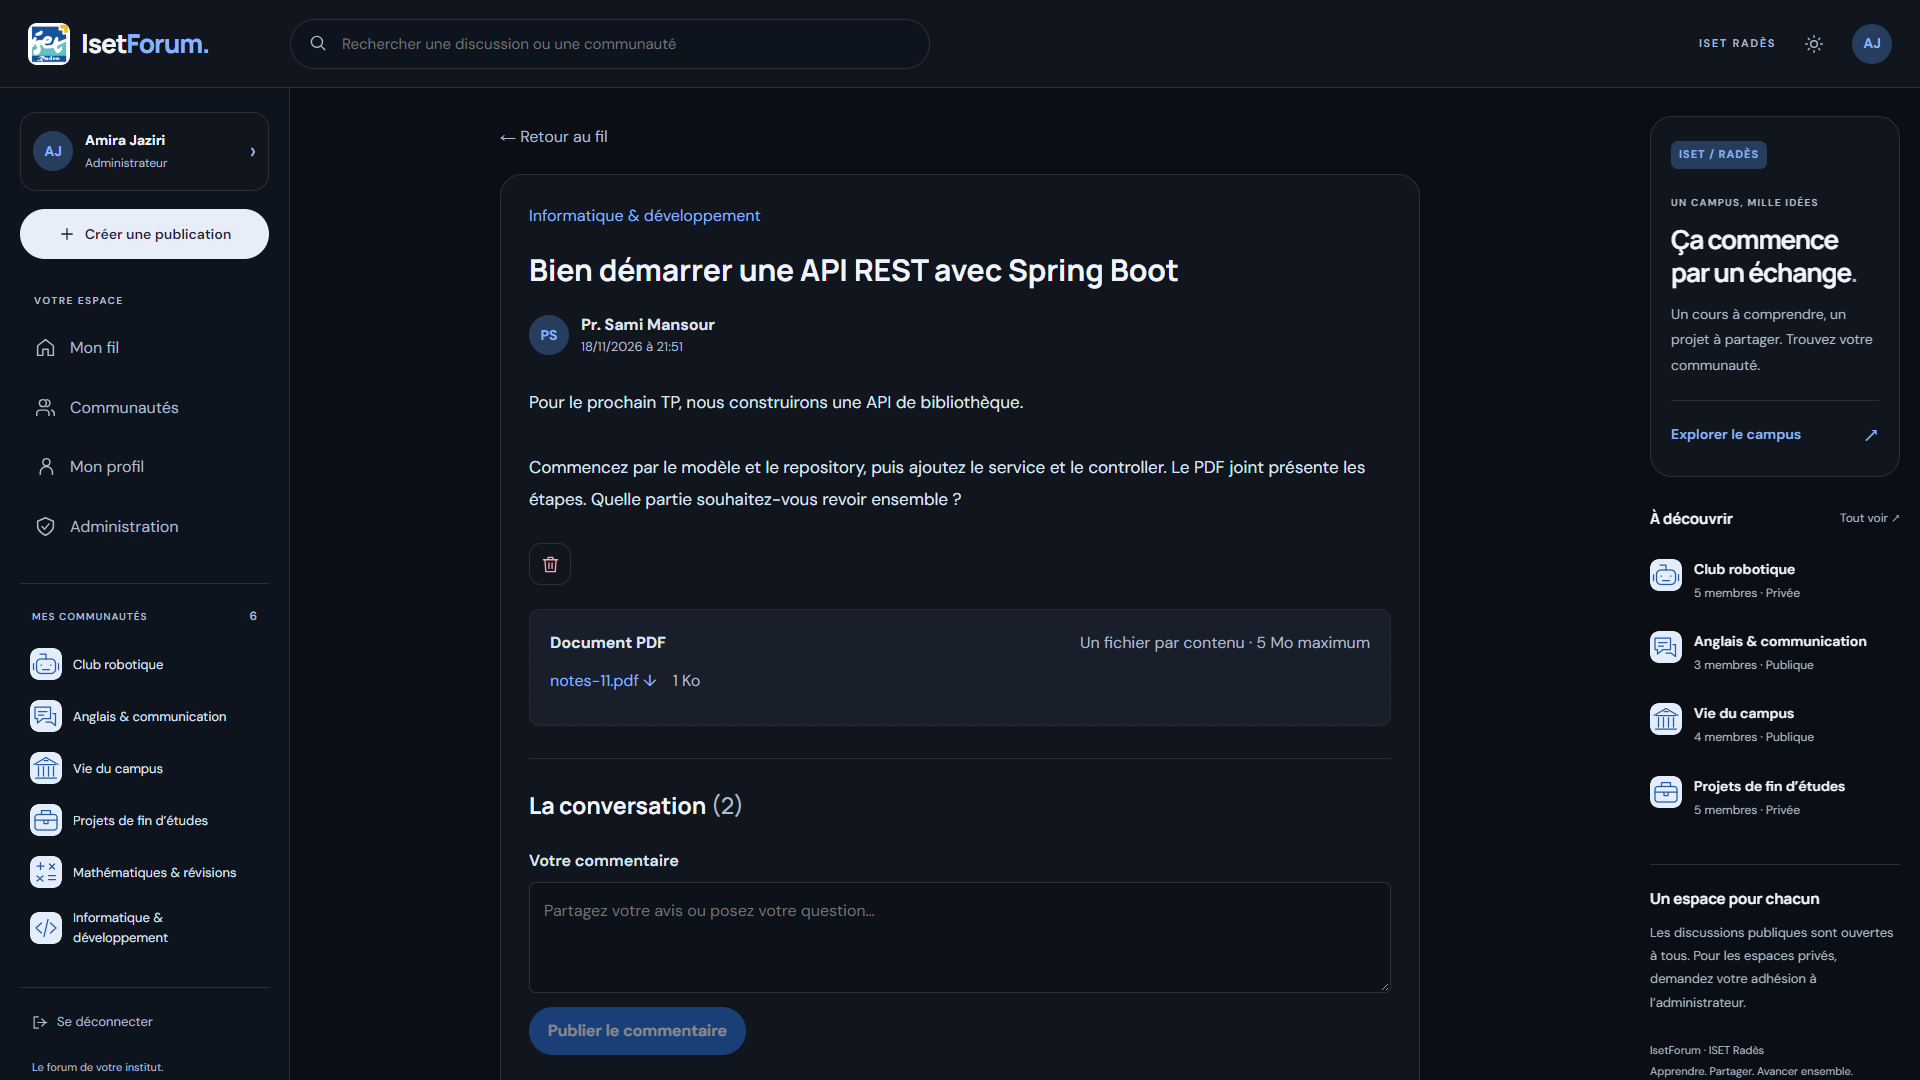 IsetForum.
Rechercher une discussion ou une communauté
ISET RADÈS
AJ
AJ
Amira Jaziri
Administrateur
Créer une publication
VOTRE ESPACE
Mon fil
Communautés
Mon profil
Administration
MES COMMUNAUTÉS 6
Club robotique
Anglais & communication
Vie du campus
Projets de fin d’études
Mathématiques & révisions
Informatique &
développement
Se déconnecter
Le forum de votre institut.
← Retour au fil
Informatique & développement
Bien démarrer une API REST avec Spring Boot
PS
Pr. Sami Mansour
18/11/2026 à 21:51
Pour le prochain TP, nous construirons une API de bibliothèque.
Commencez par le modèle et le repository, puis ajoutez le service et le controller. Le PDF joint présente les
étapes. Quelle partie souhaitez-vous revoir ensemble ?
Document PDF
Un fichier par contenu · 5 Mo maximum
notes-11.pdf ↓ 1 Ko
La conversation (2)
Votre commentaire
Partagez votre avis ou posez votre question…
Publier le commentaire
ISET / RADÈS
UN CAMPUS, MILLE IDÉES
Ça commence
par un échange.
Un cours à comprendre, un
projet à partager. Trouvez votre
communauté.
Explorer le campus ↗
À découvrir
Tout voir ↗
Club robotique
5 membres · Privée
Anglais & communication
3 membres · Publique
Vie du campus
4 membres · Publique
Projets de fin d’études
5 membres · Privée
Un espace pour chacun
Les discussions publiques sont ouvertes
à tous. Pour les espaces privés,
demandez votre adhésion à
l’administrateur.
IsetForum · ISET Radès
Apprendre. Partager. Avancer ensemble.